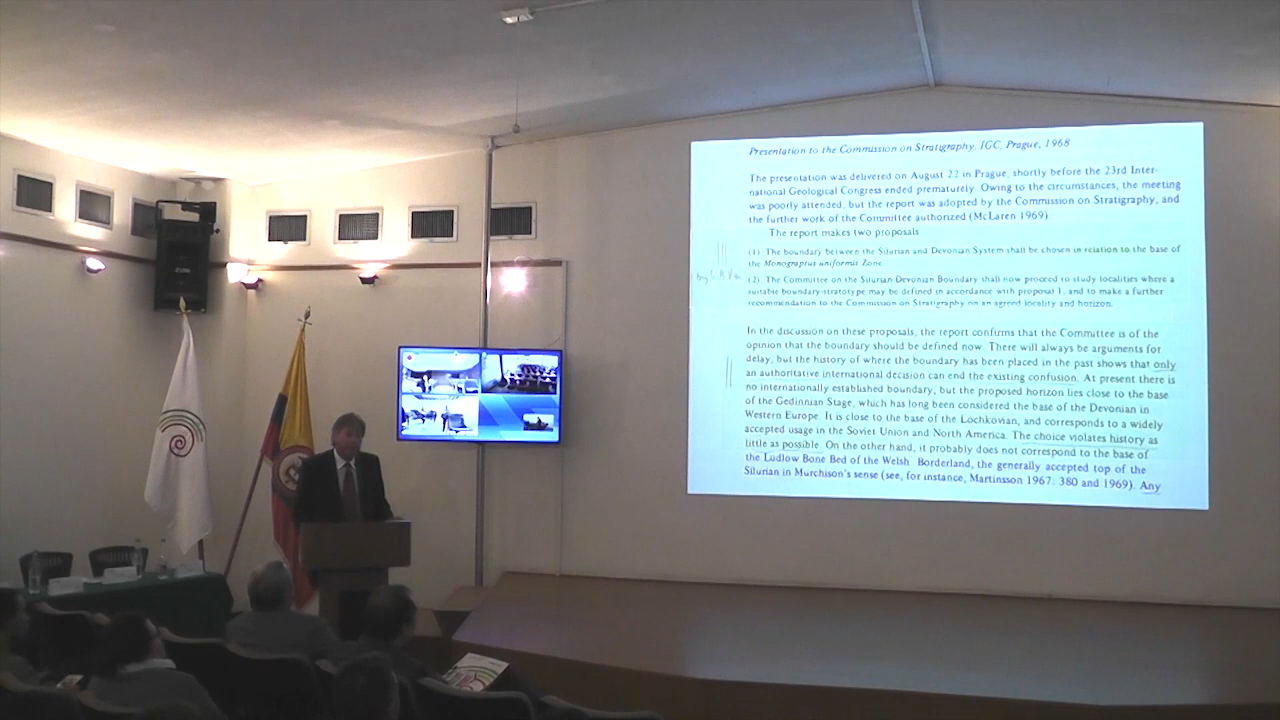 Presentation to the Commission on Stratigraphy, IGC, Prague, 1968
The presentation was delivered on August 22 in Prague, shortly before the 23rd Inter-
national Geological Congress ended prematurely. Owing to the circumstances, the meeting
was poorly attended, but the report was adopted by the Commission on Stratigraphy, and
the further work of the Committee authorized (McLaren 1969).
The report makes two proposals
(1) The boundary between the Silurian and Devonian System shall be chosen in relation to the base of
the Monograptus uniformis Zone.
(2) The Committee on the Silurian-Devonian Boundary shall now proceed to study localities where a
suitable boundary stratotype may be defined in accordance with proposal 1, and to make a further
recommendation to the Commission on Stratigraphy on an agreed locality and horizon.
In the discussion on these proposals, the report confirms that the Committee is of the
opinion that the boundary should be defined now. There will always be arguments for
delay, but the history of where the boundary has been placed in the past shows that only
an authoritative international decision can end the existing confusion. At present there is
no internationally established boundary, but the proposed horizon lies close to the base
of the Gedinnian Stage, which has long been considered the base of the Devonian in
Western Europe. It is close to the base of the Lochkovian, and corresponds to a widely
accepted usage in the Soviet Union and North America. The choice violates history as
little as possible. On the other hand, it probably does not correspond to the base of
the Ludlow Bone Bed of the Welsh Borderland, the generally accepted top of the
Silurian in Murchison's sense (see, for instance, Martinsson 1967: 380 and 1969). Any